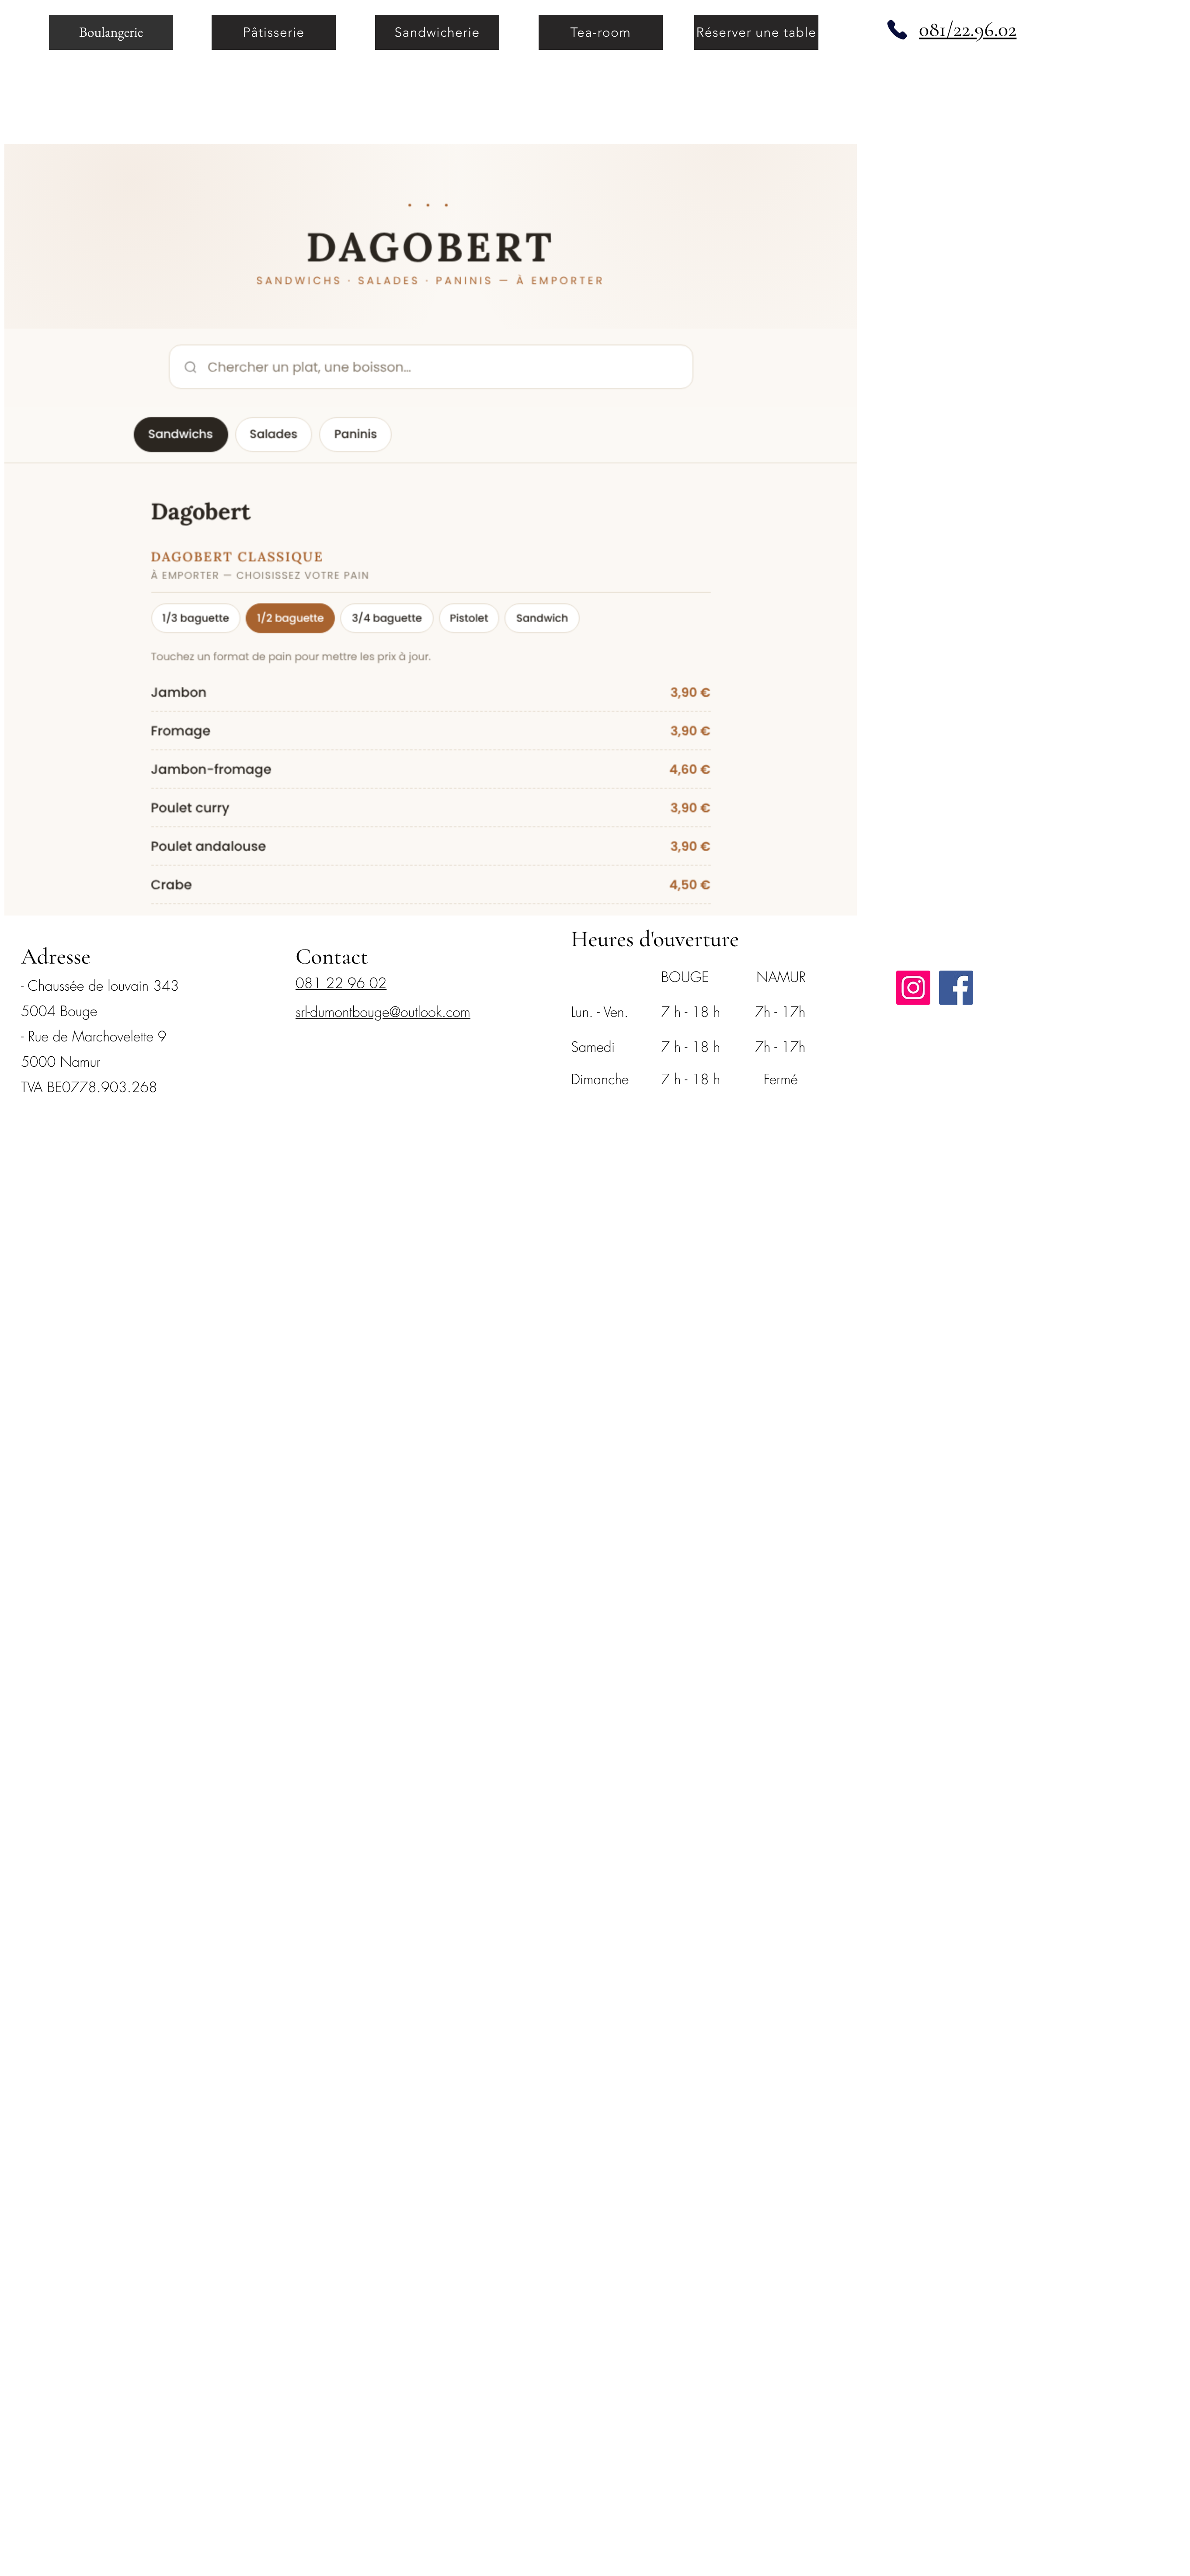 Boulangerie
Pâtisserie
Sandwicherie
Tea-room
Réserver une table
081/22.96.02
DAGOBERT
SANDWICHS · SALADES · PANINIS — À EMPORTER
Chercher un plat, une boisson...
Sandwichs
Salades
Paninis
Dagobert
DAGOBERT CLASSIQUE
À EMPORTER — CHOISISSEZ VOTRE PAIN
1/3 baguette
1/2 baguette
3/4 baguette
Pistolet
Sandwich
Touchez un format de pain pour mettre les prix à jour.
Jambon 3,90 €
Fromage 3,90 €
Jambon-fromage 4,60 €
Poulet curry 3,90 €
Poulet andalouse 3,90 €
Crabe 4,50 €
Adresse
- Chaussée de louvain 343
5004 Bouge
- Rue de Marchovelette 9
5000 Namur
TVA BE0778.903.268
Contact
081 22 96 02
srl-dumontbouge@outlook.com
Heures d'ouverture
BOUGE NAMUR
Lun. - Ven. 7 h - 18 h 7h - 17h
Samedi 7 h - 18 h 7h - 17h
Dimanche 7 h - 18 h Fermé